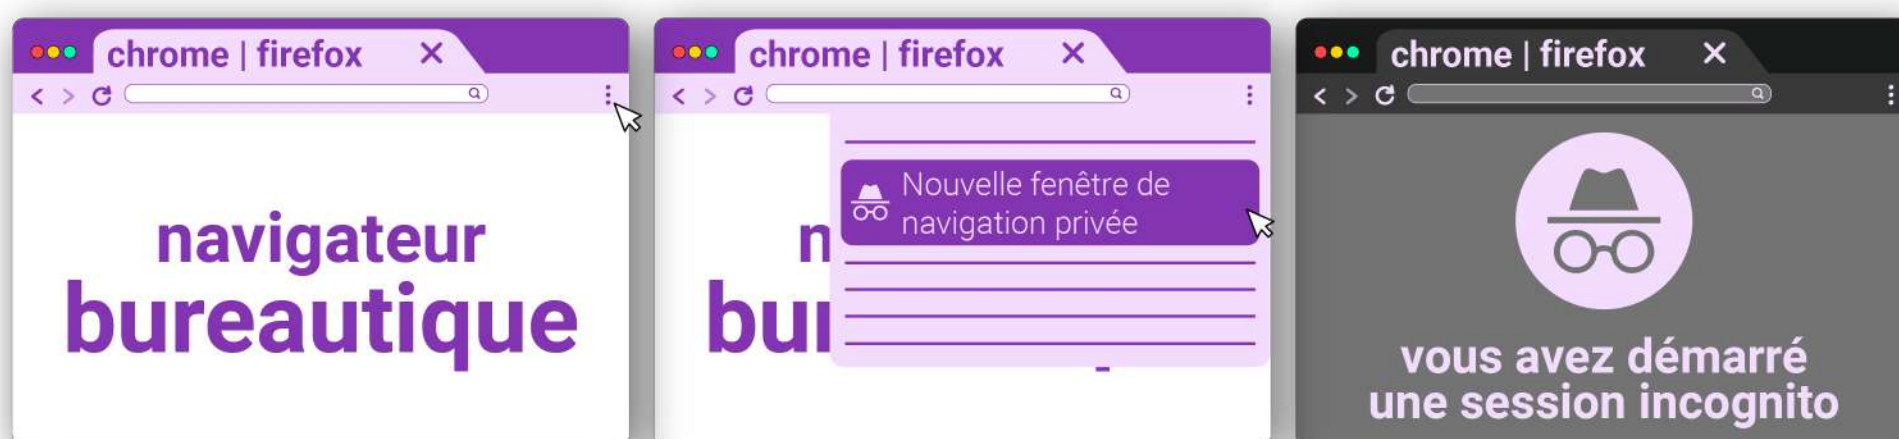 chrome | firefox
navigateur
bureautique
chrome | firefox
Nouvelle fenêtre de
navigation privée
chrome | firefox
vous avez démarré
une session incognito